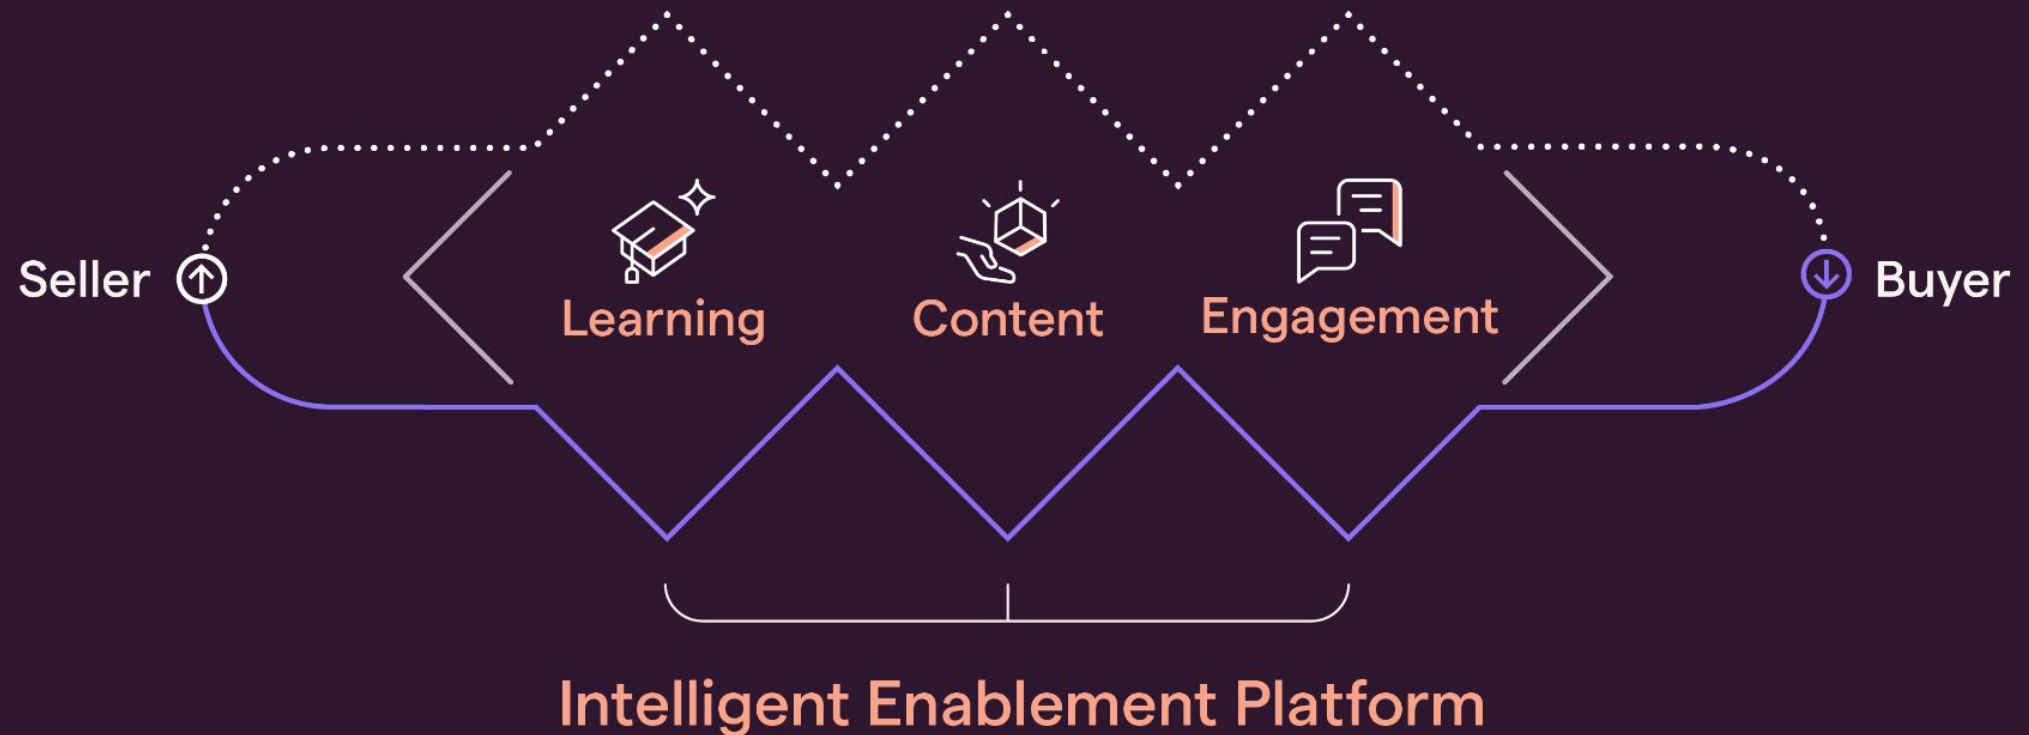 Seller
Learning
Content
Engagement
Buyer
Intelligent Enablement Platform